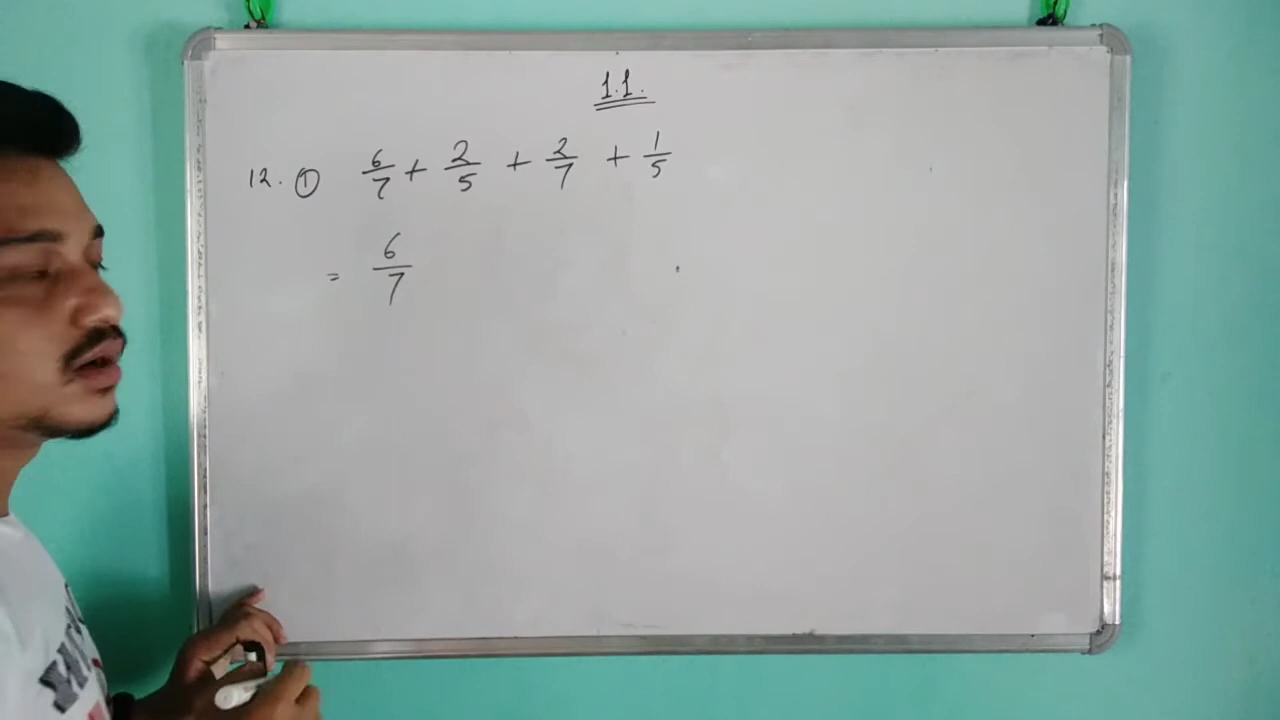 1.1.
12. ① 6/7 + 2/5 + 2/7 + 1/5
= 6/7